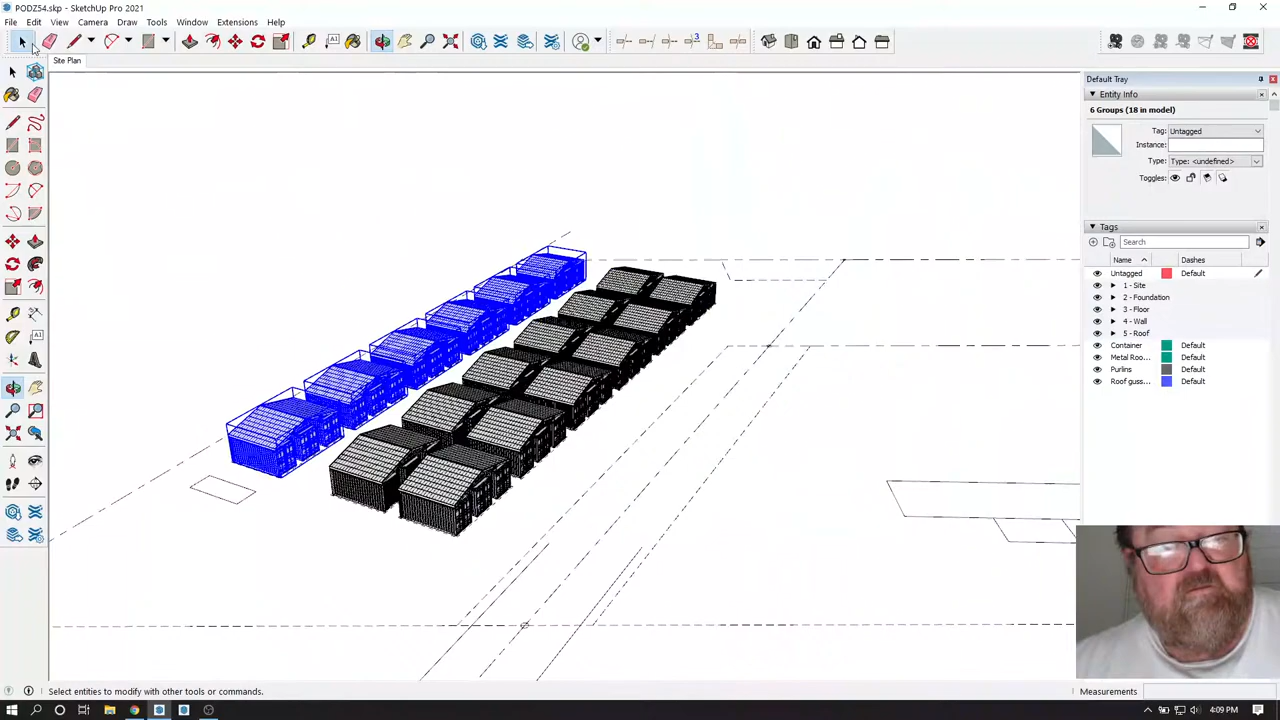 PODZ54.skp - SketchUp Pro 2021
File Edit View Camera Draw Tools Window Extensions Help
Site Plan
Default Tray
Entity Info
6 Groups (18 in model)
Tag: Untagged
Instance:
Type: Type: <undefined>
Toggles:
Tags
Search
Name Dashes
Untagged Default
1 - Site
2 - Foundation
3 - Floor
4 - Wall
5 - Roof
Container Default
Metal Roo... Default
Purlins Default
Roof guss... Default
Select entities to modify with other tools or commands.
Measurements
4:09 PM